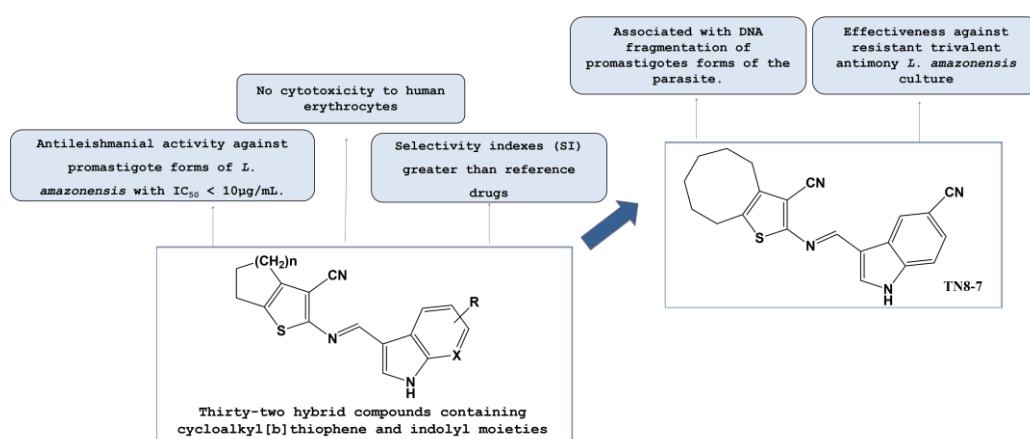 Associated with DNA
fragmentation of
promastigotes forms of the
parasite.
Effectiveness against
resistant trivalent
antimony L. amazonensis
culture
No cytotoxicity to human
erythrocytes
Antileishmanial activity against
promastigote forms of L.
amazonensis with IC50 < 10µg/mL.
Selectivity indexes (SI)
greater than reference
drugs
(CH2)n
CN
S
N
R
X
N
H
Thirty-two hybrid compounds containing
cycloalkyl[b]thiophene and indolyl moieties
CN
CN
S
N
N
H
TN8-7